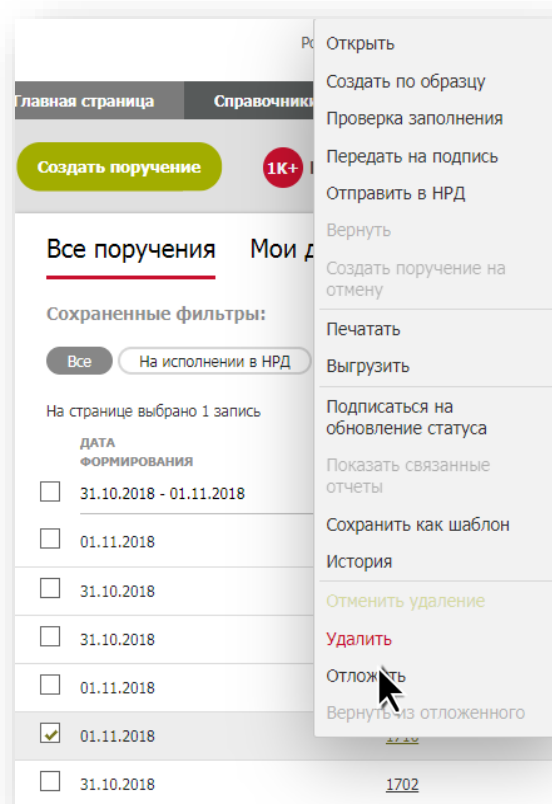 Открыть
Создать по образцу
Проверка заполнения
Передать на подпись
Отправить в НРД
Вернуть
Создать поручение на
отмену
Печатать
Выгрузить
Подписаться на
обновление статуса
Показать связанные
отчеты
Сохранить как шаблон
История
Отменить удаление
Удалить
Отложить
Вернуть из отложенного
Главная страница
Справочники
Создать поручение
1К+
Все поручения
Мои
Сохраненные фильтры:
Все
На исполнении в НРД
На странице выбрано 1 запись
ДАТА
ФОРМИРОВАНИЯ
31.10.2018 - 01.11.2018
01.11.2018
31.10.2018
31.10.2018
01.11.2018
01.11.2018
31.10.2018 1702